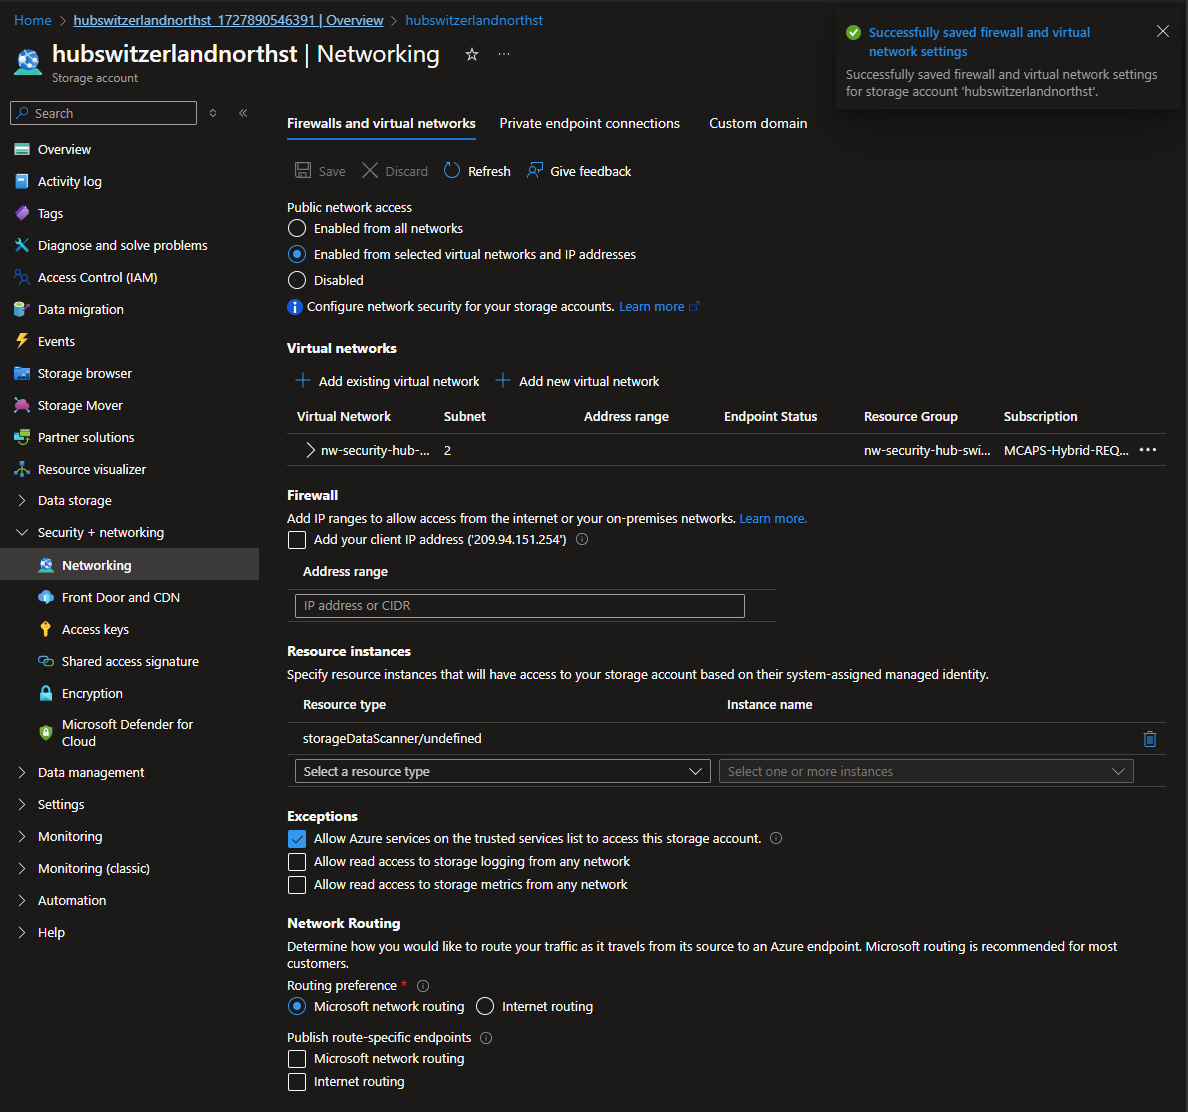 Home > hubswitzerlandnorthst_1727890546391 | Overview > hubswitzerlandnorthst
hubswitzerlandnorthst | Networking
Storage account
Successfully saved firewall and virtual
network settings
Successfully saved firewall and virtual network settings
for storage account 'hubswitzerlandnorthst'.
Search
Overview
Activity log
Tags
Diagnose and solve problems
Access Control (IAM)
Data migration
Events
Storage browser
Storage Mover
Partner solutions
Resource visualizer
Data storage
Security + networking
Networking
Front Door and CDN
Access keys
Shared access signature
Encryption
Microsoft Defender for
Cloud
Data management
Settings
Monitoring
Monitoring (classic)
Automation
Help
Firewalls and virtual networks Private endpoint connections Custom domain
Save Discard Refresh Give feedback
Public network access
Enabled from all networks
Enabled from selected virtual networks and IP addresses
Disabled
Configure network security for your storage accounts. Learn more
Virtual networks
Add existing virtual network Add new virtual network
Virtual Network Subnet Address range Endpoint Status Resource Group Subscription
nw-security-hub-... 2 nw-security-hub-swi... MCAPS-Hybrid-REQ...
Firewall
Add IP ranges to allow access from the internet or your on-premises networks. Learn more.
Add your client IP address ('209.94.151.254')
Address range
IP address or CIDR
Resource instances
Specify resource instances that will have access to your storage account based on their system-assigned managed identity.
Resource type Instance name
storageDataScanner/undefined
Select a resource type Select one or more instances
Exceptions
Allow Azure services on the trusted services list to access this storage account.
Allow read access to storage logging from any network
Allow read access to storage metrics from any network
Network Routing
Determine how you would like to route your traffic as it travels from its source to an Azure endpoint. Microsoft routing is recommended for most
customers.
Routing preference *
Microsoft network routing Internet routing
Publish route-specific endpoints
Microsoft network routing
Internet routing